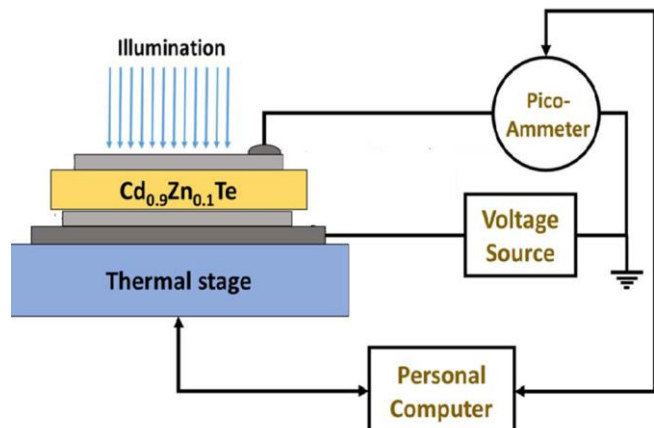 Illumination
Pico-
Ammeter
Cd₀.₉Zn₀.₁Te
Voltage
Source
Thermal stage
Personal
Computer